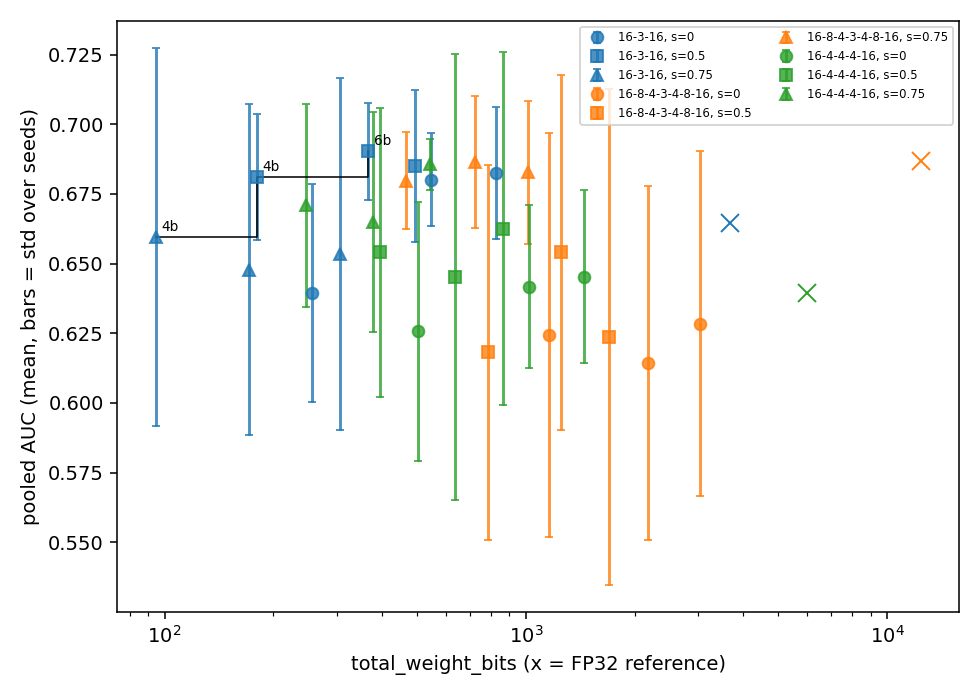 0.725
0.700
0.675
0.650
0.625
0.600
0.575
0.550
pooled AUC (mean, bars = std over seeds)
16-3-16, s=0
16-3-16, s=0.5
16-3-16, s=0.75
16-8-4-3-4-8-16, s=0
16-8-4-3-4-8-16, s=0.5
16-8-4-3-4-8-16, s=0.75
16-4-4-4-16, s=0
16-4-4-4-16, s=0.5
16-4-4-4-16, s=0.75
6b
4b
4b
10²
10³
10⁴
total_weight_bits (x = FP32 reference)